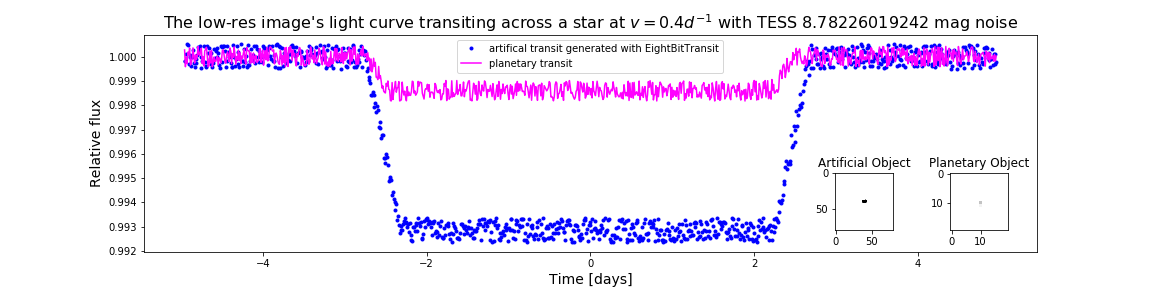 The low-res image's light curve transiting across a star at v = 0.4d⁻¹ with TESS 8.78226019242 mag noise
artifical transit generated with EightBitTransit
planetary transit
Relative flux
1.000
0.999
0.998
0.997
0.996
0.995
0.994
0.993
0.992
Artificial Object
0
50
0 50
Planetary Object
0
10
0 10
−4 −2 0 2 4
Time [days]